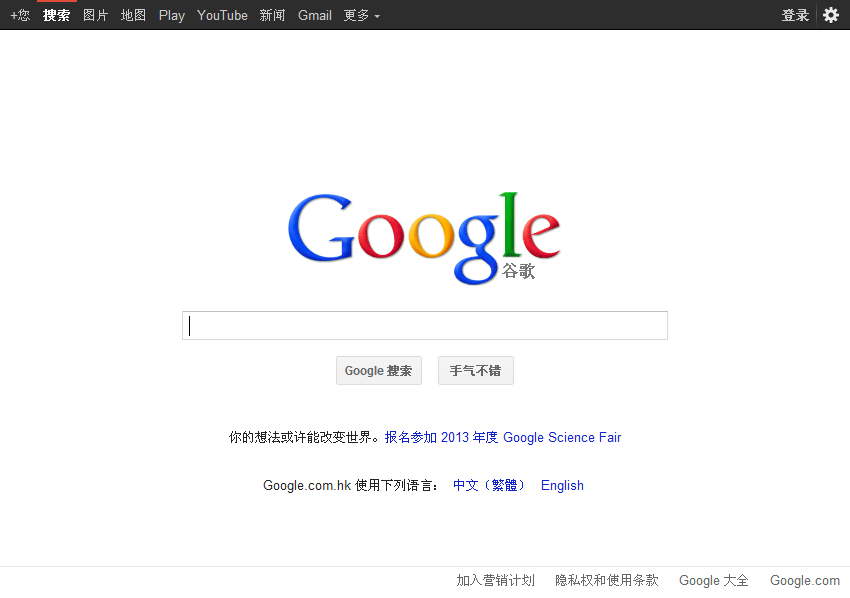 +您 搜索 图片 地图 Play YouTube 新闻 Gmail 更多 登录
Google
谷歌
Google 搜索 手气不错
你的想法或许能改变世界。报名参加 2013 年度 Google Science Fair
Google.com.hk 使用下列语言： 中文（繁體） English
加入营销计划 隐私权和使用条款 Google 大全 Google.com